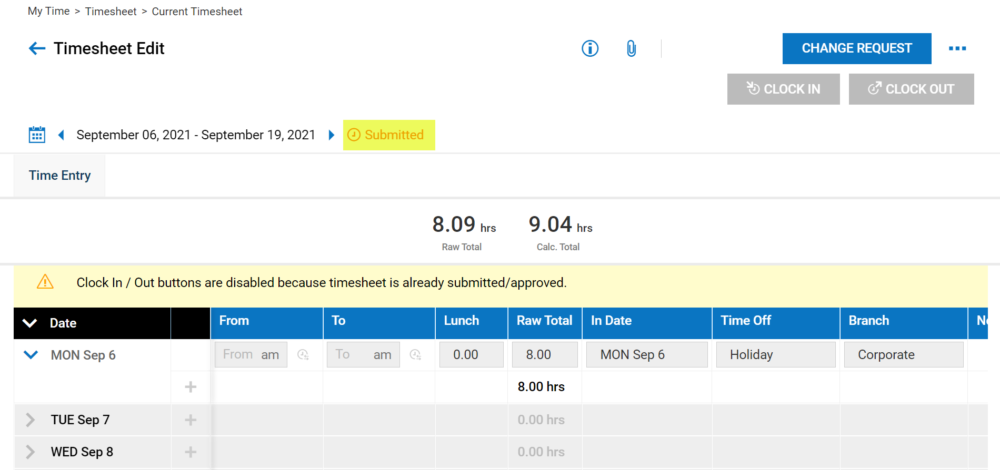 My Time > Timesheet > Current Timesheet
Timesheet Edit
CHANGE REQUEST
CLOCK IN CLOCK OUT
September 06, 2021 - September 19, 2021 Submitted
Time Entry
8.09 hrs 9.04 hrs
Raw Total Calc. Total
Clock In / Out buttons are disabled because timesheet is already submitted/approved.
Date From To Lunch Raw Total In Date Time Off Branch
MON Sep 6 From am To am 0.00 8.00 MON Sep 6 Holiday Corporate
+ 8.00 hrs
TUE Sep 7 + 0.00 hrs
WED Sep 8 + 0.00 hrs